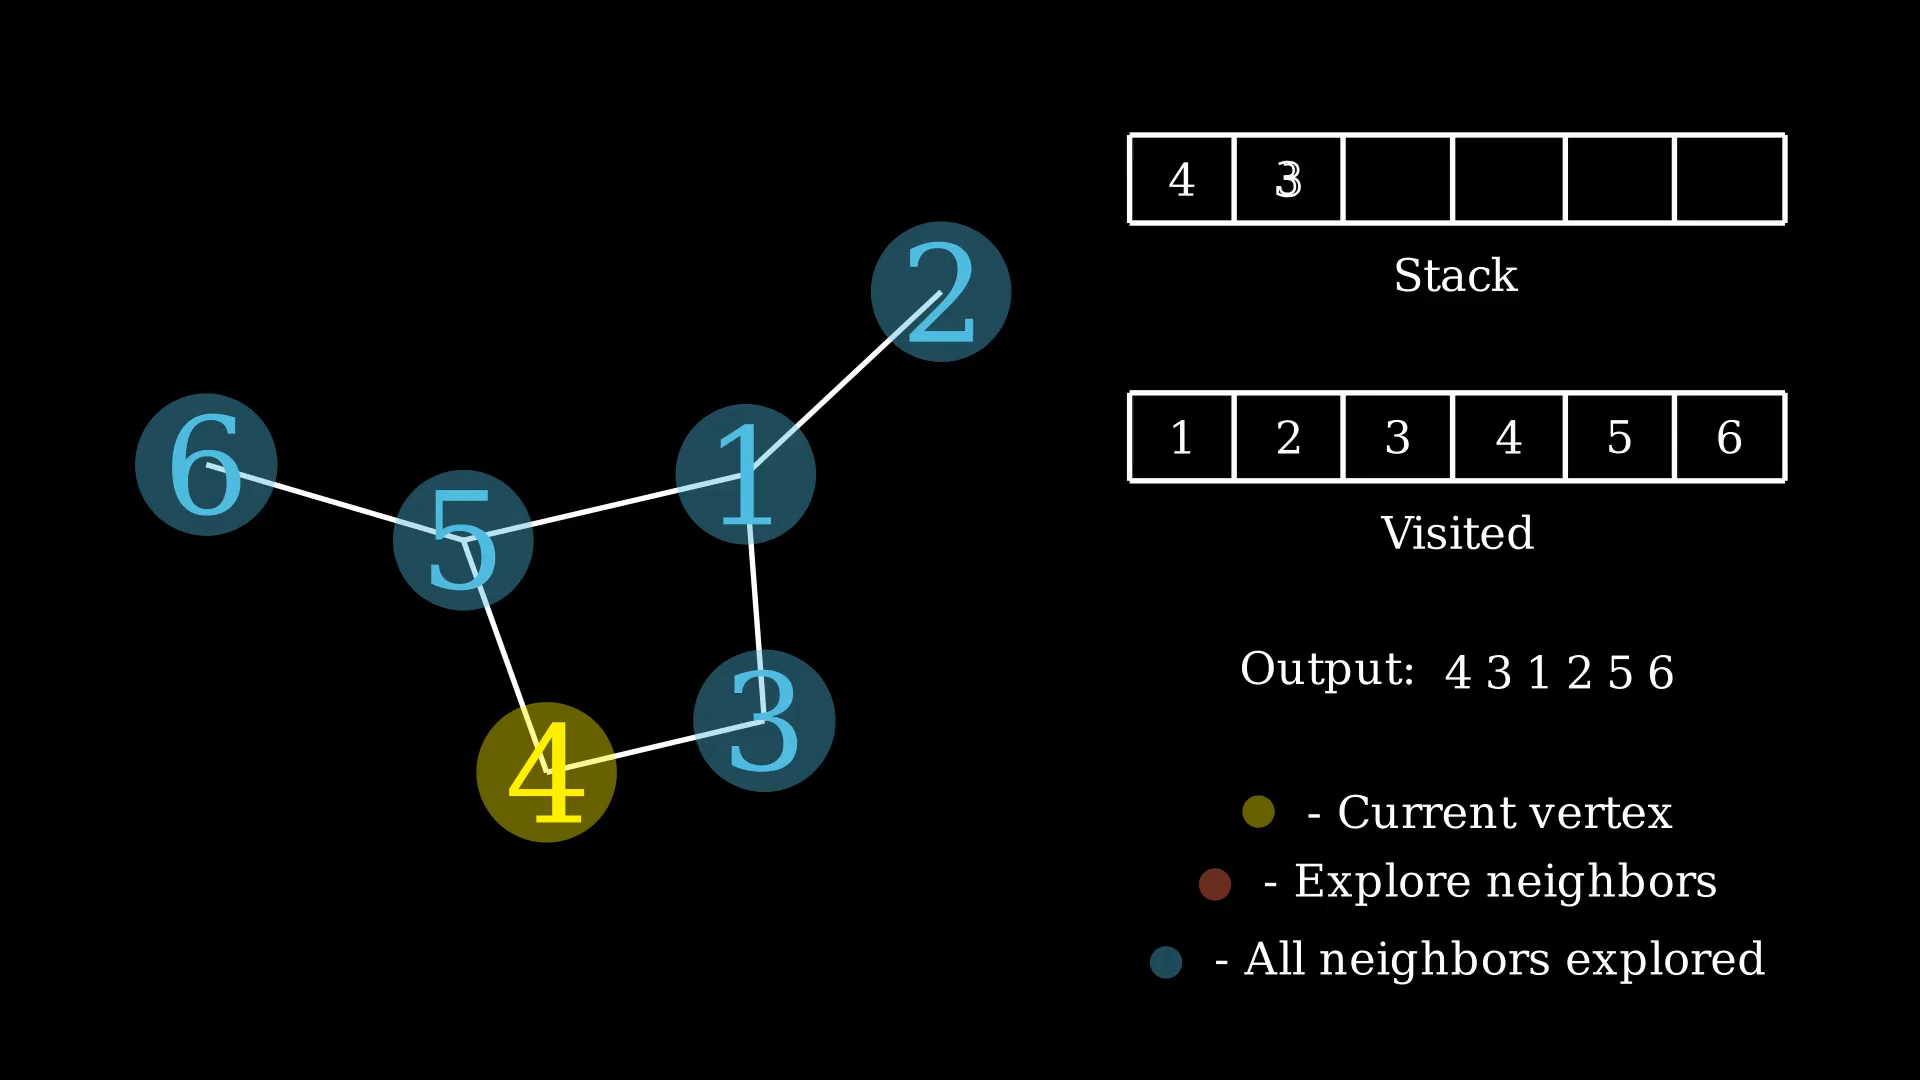 2
6
1
5
3
4
4 3
Stack
1 2 3 4 5 6
Visited
Output: 4 3 1 2 5 6
- Current vertex
- Explore neighbors
- All neighbors explored